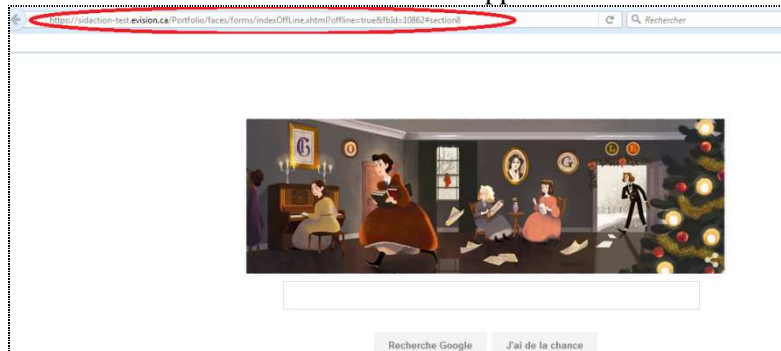 https://sidaction-test.evision.ca/Portfolio/faces/forms/indexOffLine.xhtml?offline=true&fbId=10862#section8
Rechercher
G O G L E
Recherche Google
J'ai de la chance